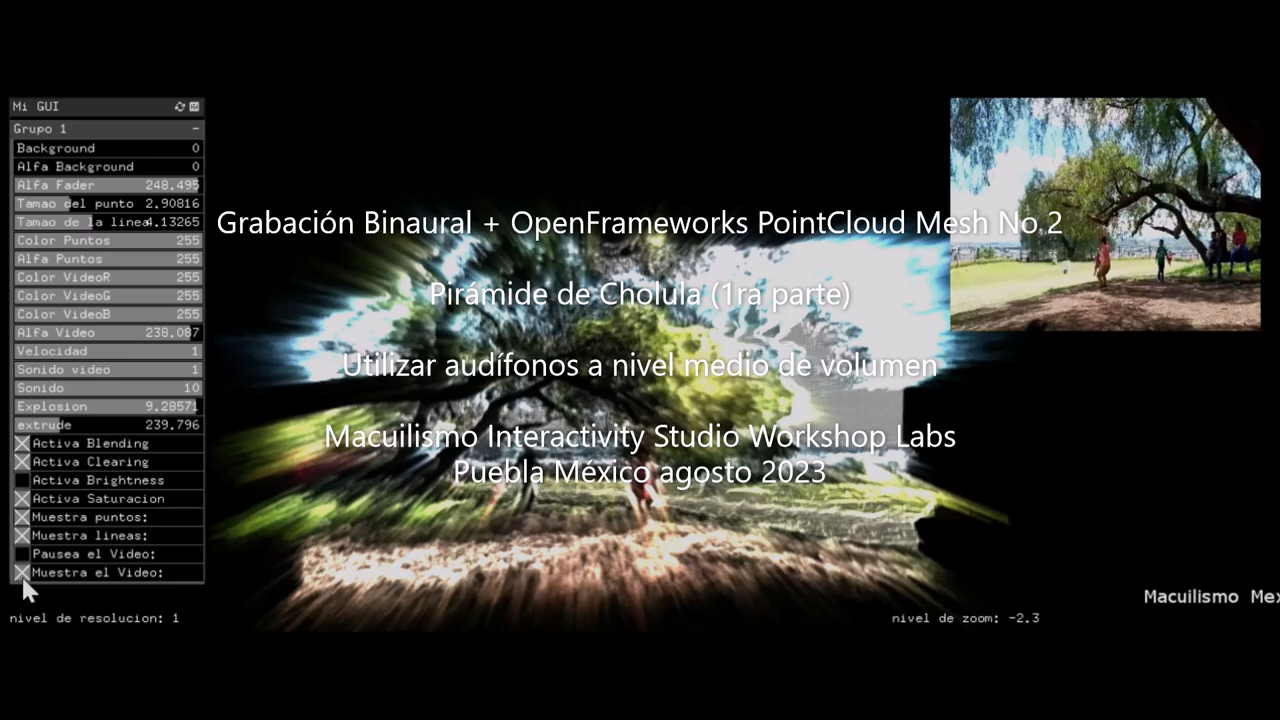 Mi GUI
Grupo 1 -
Background 0
Alfa Background 0
Alfa Fader 248.495
Tamao del punto 2.90816
Tamao de la linea 4.13265
Color Puntos 255
Alfa Puntos 255
Color VideoR 255
Color VideoG 255
Color VideoB 255
Alfa Video 238.087
Velocidad 1
Sonido video 1
Sonido 10
Explosion 9.28571
extrude 239.796
Activa Blending
Activa Clearing
Activa Brightness
Activa Saturacion
Muestra puntos:
Muestra lineas:
Pausea el Video:
Muestra el Video:
nivel de resolucion: 1
Grabación Binaural + OpenFrameworks PointCloud Mesh No.2
Pirámide de Cholula (1ra parte)
Utilizar audífonos a nivel medio de volumen
Macuilismo Interactivity Studio Workshop Labs
Puebla México agosto 2023
nivel de zoom: -2.3
Macuilismo